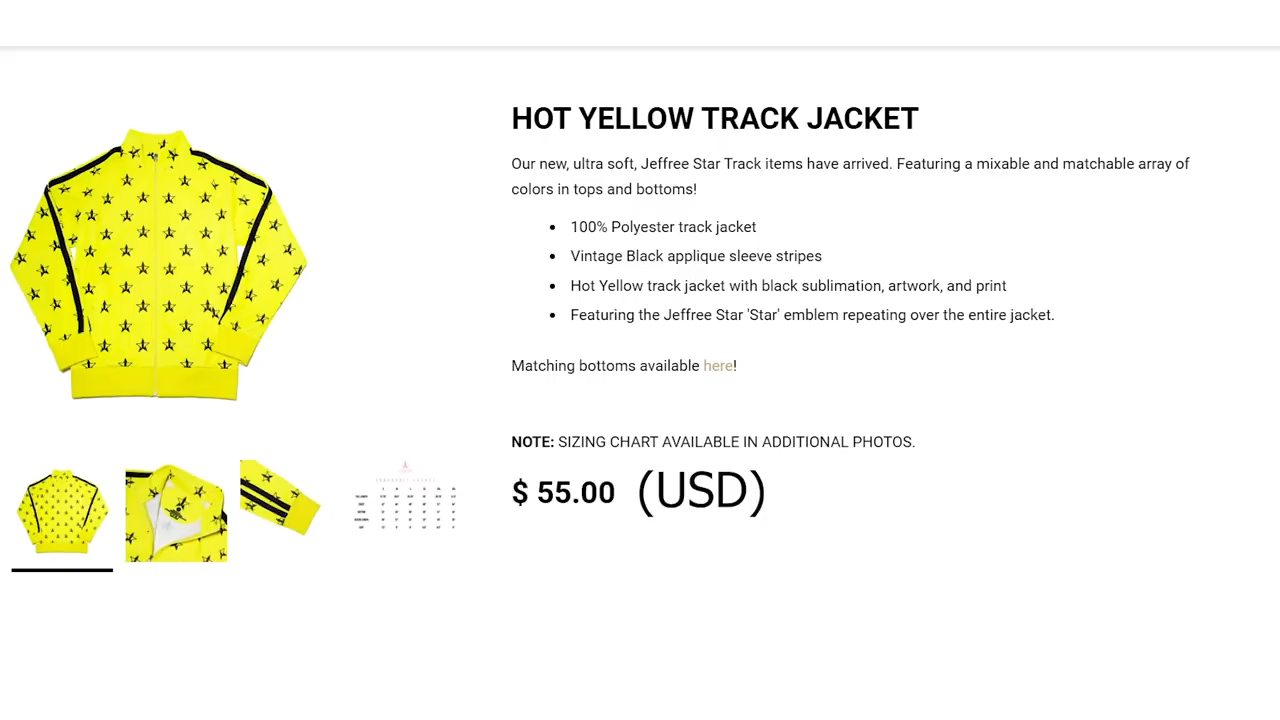 HOT YELLOW TRACK JACKET
Our new, ultra soft, Jeffree Star Track items have arrived. Featuring a mixable and matchable array of
colors in tops and bottoms!
• 100% Polyester track jacket
• Vintage Black applique sleeve stripes
• Hot Yellow track jacket with black sublimation, artwork, and print
• Featuring the Jeffree Star 'Star' emblem repeating over the entire jacket.
Matching bottoms available here!
NOTE: SIZING CHART AVAILABLE IN ADDITIONAL PHOTOS.
$ 55.00 (USD)